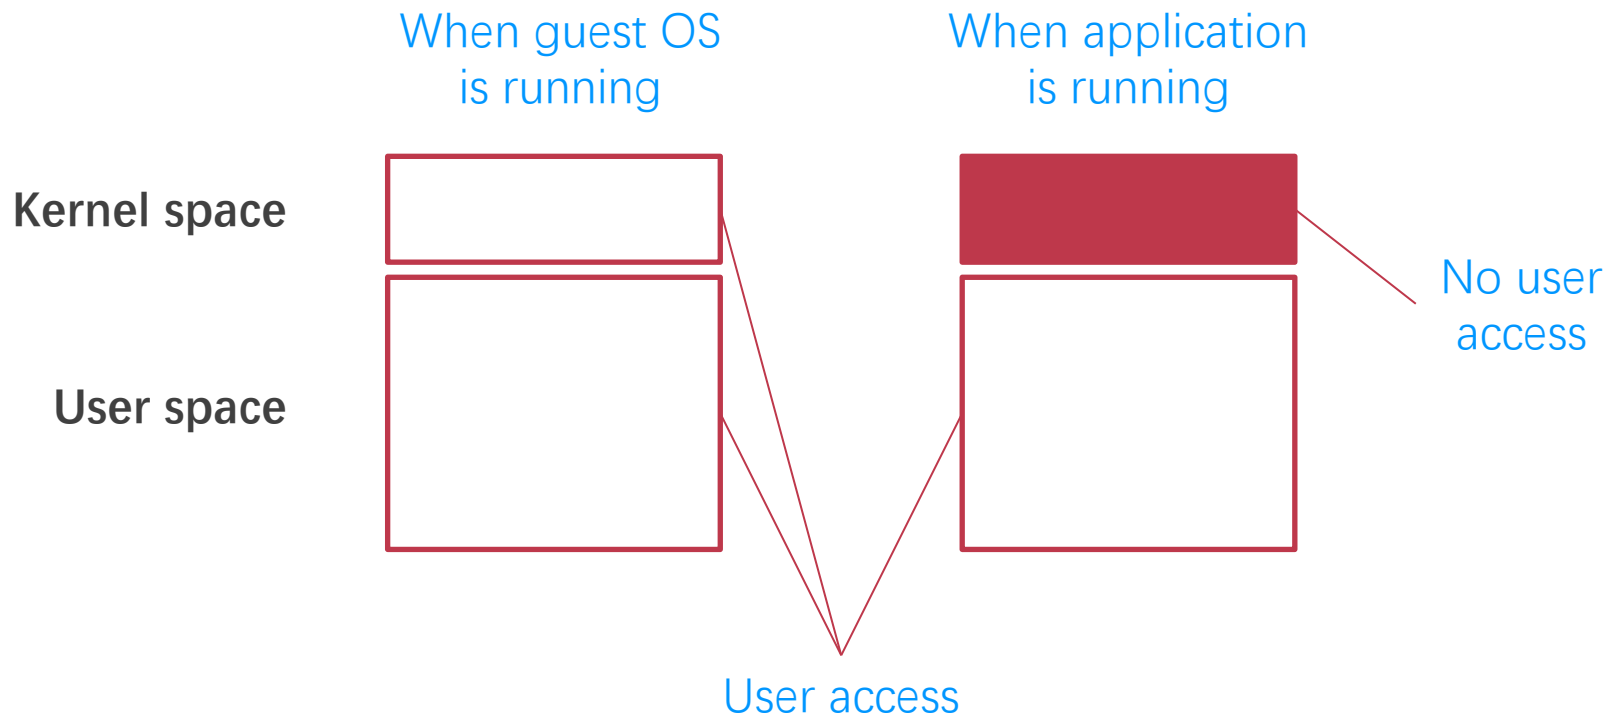 When guest OS
is running
When application
is running
Kernel space
No user
access
User space
User access